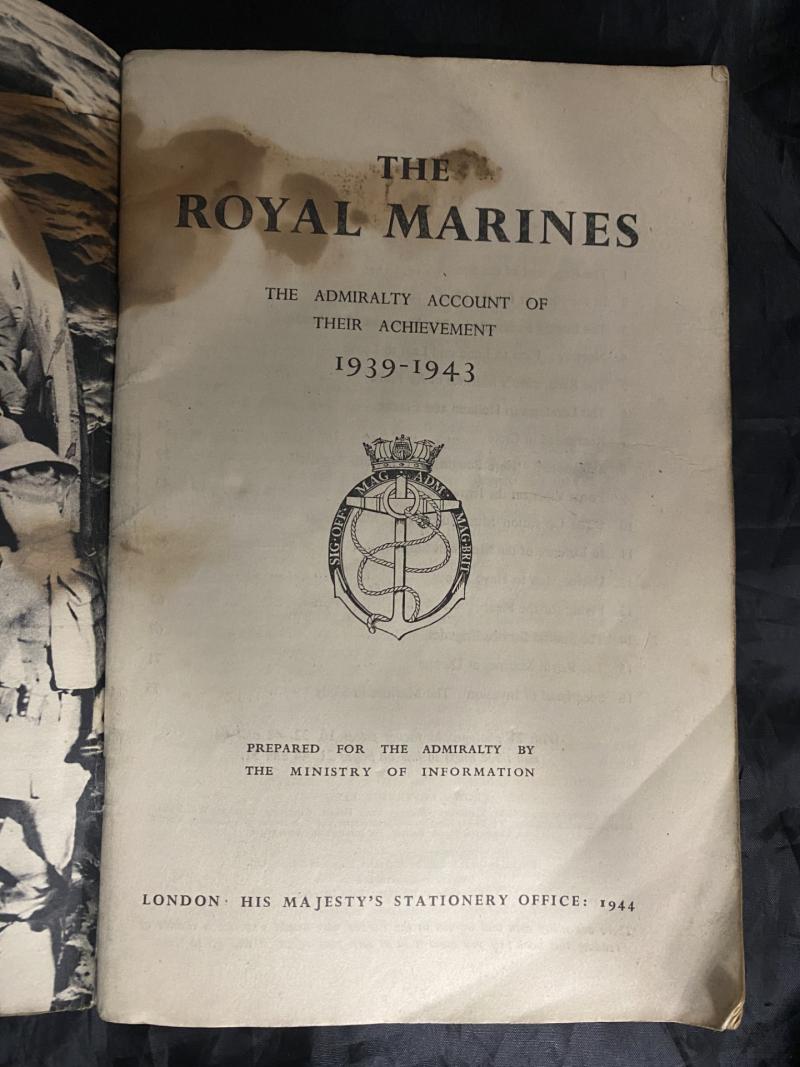 THE
ROYAL MARINES
THE ADMIRALTY ACCOUNT OF
THEIR ACHIEVEMENT
1939-1943
SIG·OFF· MAG· ADM· MAG·BRIT
PREPARED FOR THE ADMIRALTY BY
THE MINISTRY OF INFORMATION
LONDON· HIS MAJESTY'S STATIONERY OFFICE: 1944